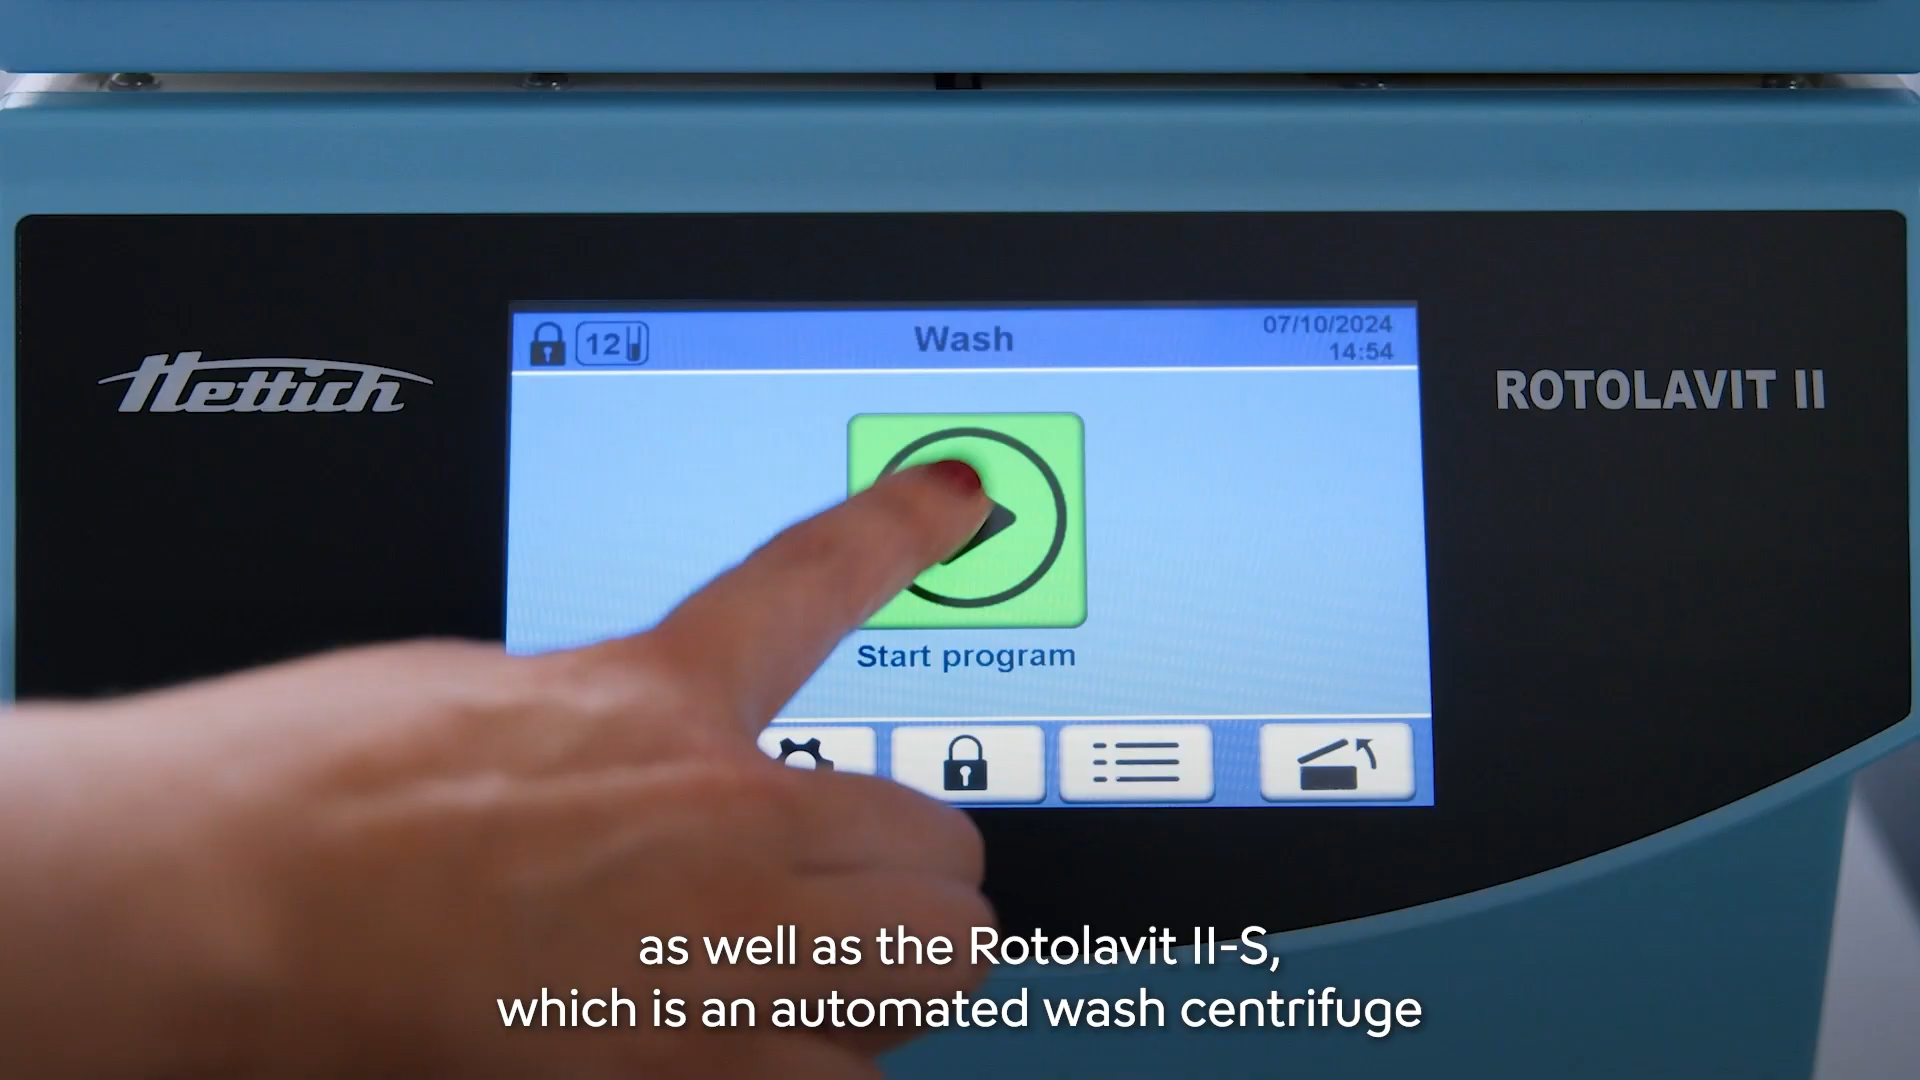 Hettich
12
Wash
07/10/2024
14:54
ROTOLAVIT II
Start program
as well as the Rotolavit II-S,
which is an automated wash centrifuge